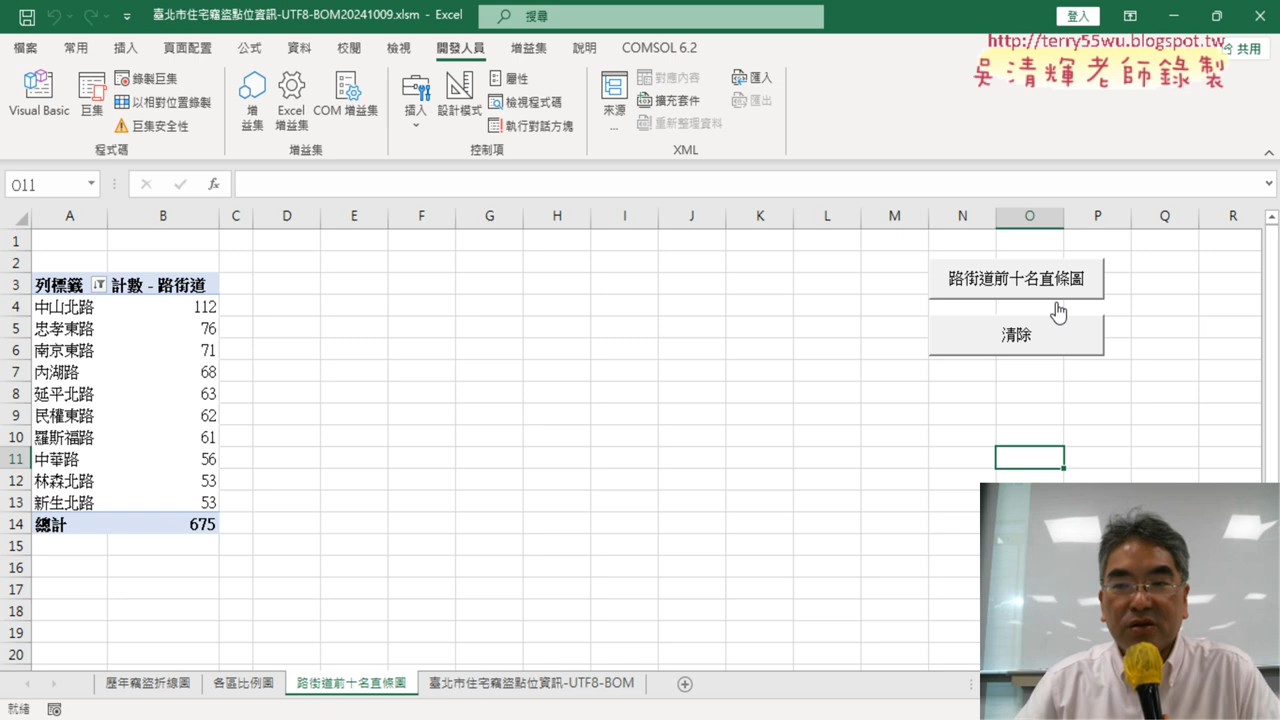 臺北市住宅竊盜點位資訊-UTF8-BOM20241009.xlsm - Excel
搜尋
登入
檔案 常用 插入 頁面配置 公式 資料 校閱 檢視 開發人員 增益集 說明 COMSOL 6.2
共用
http://terry55wu.blogspot.tw
吳清輝老師錄製
Visual Basic
巨集
錄製巨集
以相對位置錄製
巨集安全性
程式碼
增
益集
Excel
增益集
COM 增益集
增益集
插入
設計模式
屬性
檢視程式碼
執行對話方塊
控制項
來源
...
對應內容
擴充套件
重新整理資料
匯入
匯出
XML
O11
fx
A B C D E F G H I J K L M N O P Q R
1
2
3 列標籤 計數 - 路街道
4 中山北路 112
5 忠孝東路 76
6 南京東路 71
7 內湖路 68
8 延平北路 63
9 民權東路 62
10 羅斯福路 61
11 中華路 56
12 林森北路 53
13 新生北路 53
14 總計 675
15
16
17
18
19
20
路街道前十名直條圖
清除
歷年竊盜折線圖 各區比例圖 路街道前十名直條圖 臺北市住宅竊盜點位資訊-UTF8-BOM
就緒